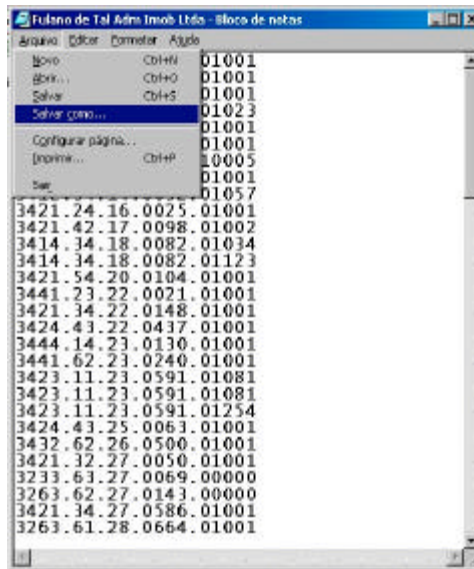 Fulano de Tal Adm Imob Ltda - Bloco de notas
Arquivo Editar Formatar Ajuda
Novo Ctrl+N 01001
Abrir... Ctrl+O 01001
Salvar Ctrl+S 01001
Salvar como... 01023
01001
Configurar página... 01001
Imprimir... Ctrl+P 10005
01001
Sair 01057
3421.24.16.0025.01001
3421.42.17.0098.01002
3414.34.18.0082.01034
3414.34.18.0082.01123
3421.54.20.0104.01001
3441.23.22.0021.01001
3421.34.22.0148.01001
3424.43.22.0437.01001
3444.14.23.0130.01001
3441.62.23.0240.01001
3423.11.23.0591.01081
3423.11.23.0591.01081
3423.11.23.0591.01254
3424.43.25.0063.01001
3432.62.26.0500.01001
3421.32.27.0050.01001
3233.63.27.0069.00000
3263.62.27.0143.00000
3421.34.27.0586.01001
3263.61.28.0664.01001